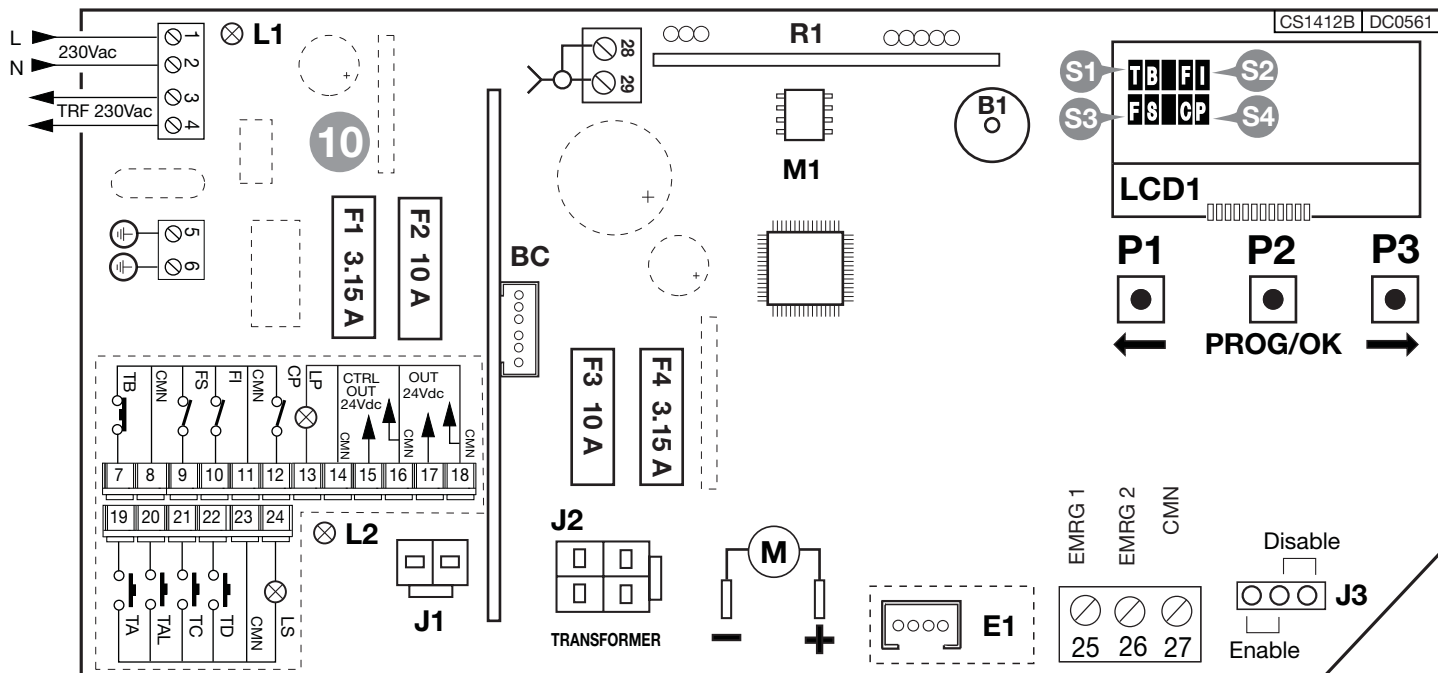 CS1412B DC0561
L 230Vac 1 L1
N 2
TRF 230Vac 3
4
10
28
29
R1
B1
M1
S1 TB FI S2
S3 FS CP S4
LCD1
P1 P2 P3
PROG/OK
5
6
F1 3.15 A
F2 10 A
BC
F3 10 A
F4 3.15 A
TB CMN FS FI CMN CP LP CMN CTRL OUT 24Vdc CMN OUT 24Vdc CMN
7 8 9 10 11 12 13 14 15 16 17 18
19 20 21 22 23 24
TA TAL TC TD CMN LS
L2
J1
J2
TRANSFORMER
M
E1
EMRG 1 EMRG 2 CMN
25 26 27
Disable
J3
Enable